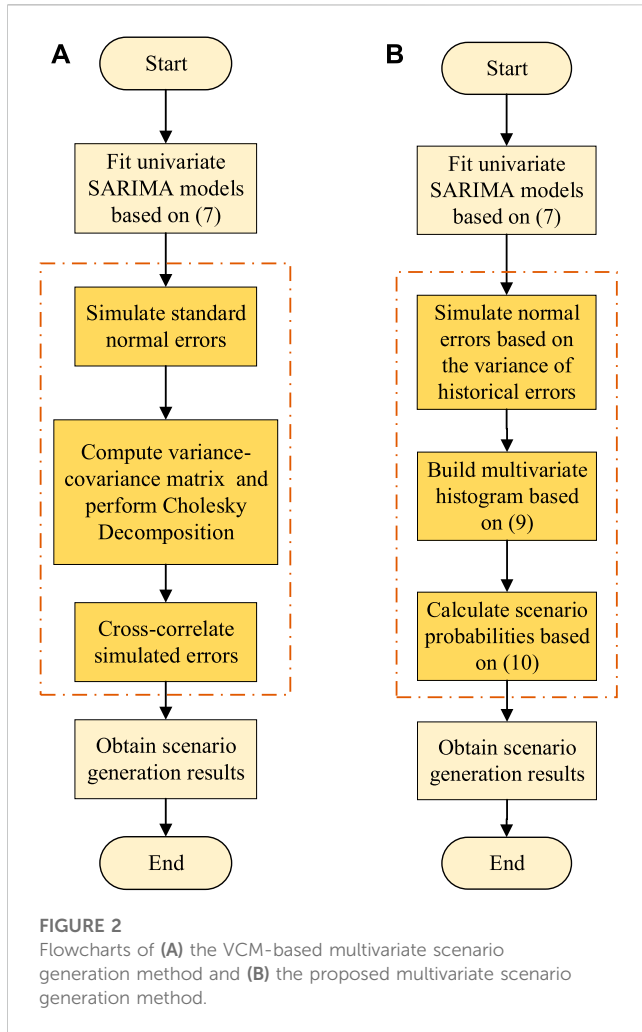 A
Start
Fit univariate
SARIMA models
based on (7)
Simulate standard
normal errors
Compute variance-
covariance matrix and
perform Cholesky
Decomposition
Cross-correlate
simulated errors
Obtain scenario
generation results
End
B
Start
Fit univariate
SARIMA models
based on (7)
Simulate normal
errors based on
the variance of
historical errors
Build multivariate
histogram based
on (9)
Calculate scenario
probabilities based
on (10)
Obtain scenario
generation results
End
FIGURE 2
Flowcharts of (A) the VCM-based multivariate scenario
generation method and (B) the proposed multivariate scenario
generation method.